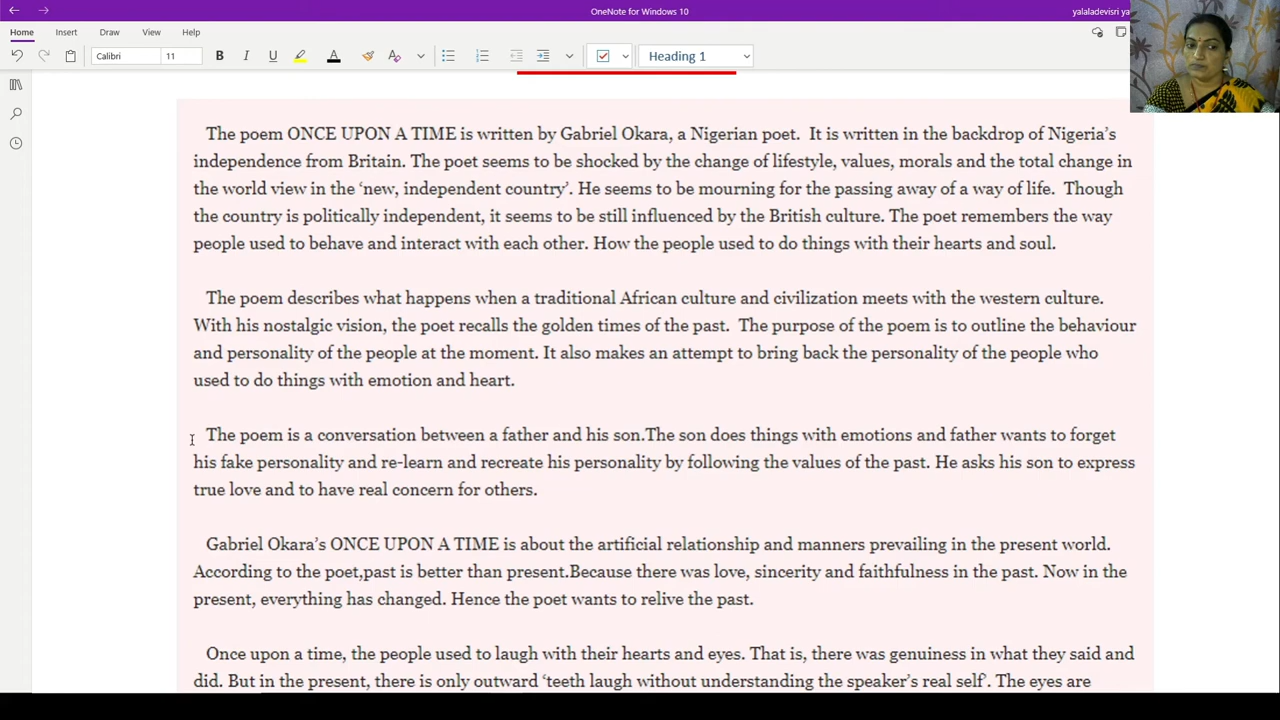 OneNote for Windows 10
yalaladevisri ya
Home Insert Draw View Help
Calibri 11 B I U A Heading 1
The poem ONCE UPON A TIME is written by Gabriel Okara, a Nigerian poet. It is written in the backdrop of Nigeria's
independence from Britain. The poet seems to be shocked by the change of lifestyle, values, morals and the total change in
the world view in the 'new, independent country'. He seems to be mourning for the passing away of a way of life. Though
the country is politically independent, it seems to be still influenced by the British culture. The poet remembers the way
people used to behave and interact with each other. How the people used to do things with their hearts and soul.
The poem describes what happens when a traditional African culture and civilization meets with the western culture.
With his nostalgic vision, the poet recalls the golden times of the past. The purpose of the poem is to outline the behaviour
and personality of the people at the moment. It also makes an attempt to bring back the personality of the people who
used to do things with emotion and heart.
The poem is a conversation between a father and his son.The son does things with emotions and father wants to forget
his fake personality and re-learn and recreate his personality by following the values of the past. He asks his son to express
true love and to have real concern for others.
Gabriel Okara's ONCE UPON A TIME is about the artificial relationship and manners prevailing in the present world.
According to the poet,past is better than present.Because there was love, sincerity and faithfulness in the past. Now in the
present, everything has changed. Hence the poet wants to relive the past.
Once upon a time, the people used to laugh with their hearts and eyes. That is, there was genuiness in what they said and
did. But in the present, there is only outward 'teeth laugh without understanding the speaker's real self'. The eyes are